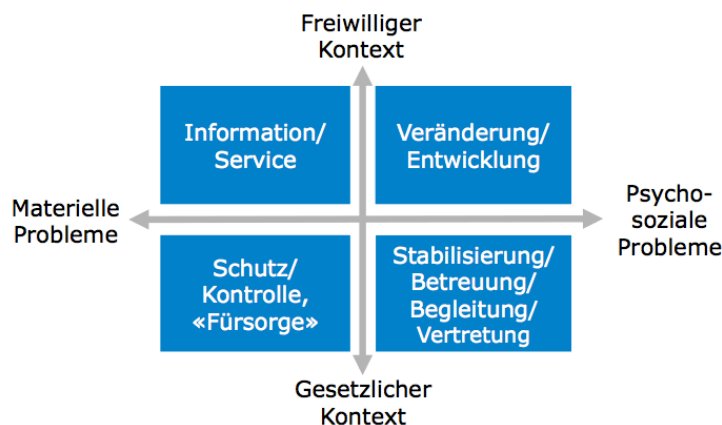 Freiwilliger
Kontext
Information/
Service
Veränderung/
Entwicklung
Materielle
Probleme
Psycho-
soziale
Probleme
Schutz/
Kontrolle,
«Fürsorge»
Stabilisierung/
Betreuung/
Begleitung/
Vertretung
Gesetzlicher
Kontext